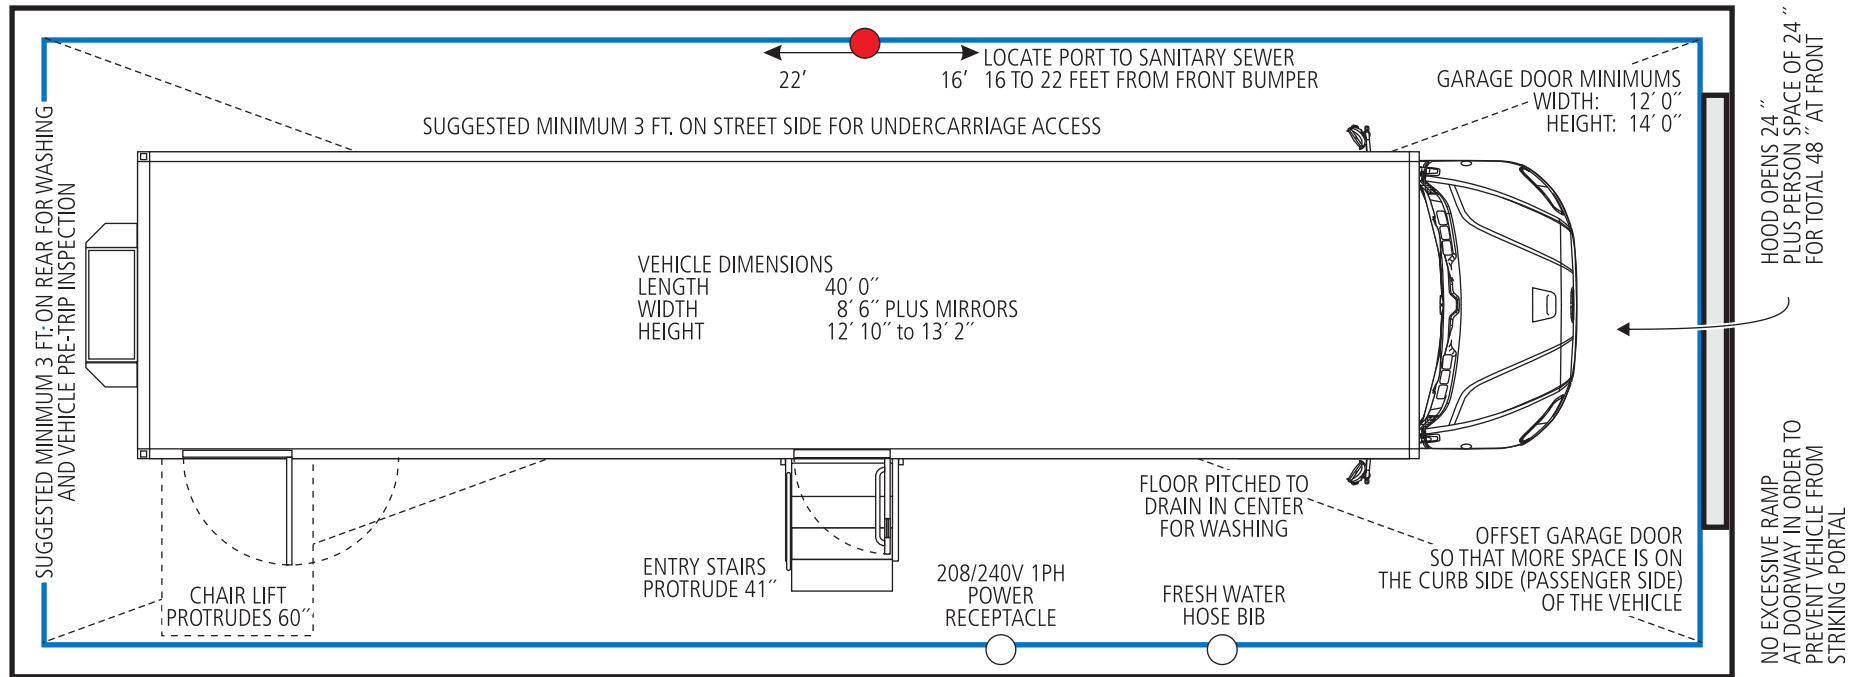 22′
16′
LOCATE PORT TO SANITARY SEWER
16 TO 22 FEET FROM FRONT BUMPER
GARAGE DOOR MINIMUMS
WIDTH: 12′ 0″
HEIGHT: 14′ 0″
SUGGESTED MINIMUM 3 FT. ON STREET SIDE FOR UNDERCARRIAGE ACCESS
SUGGESTED MINIMUM 3 FT. ON REAR FOR WASHING
AND VEHICLE PRE-TRIP INSPECTION
VEHICLE DIMENSIONS
LENGTH 40′ 0″
WIDTH 8′ 6″ PLUS MIRRORS
HEIGHT 12′ 10″ to 13′ 2″
HOOD OPENS 24″
PLUS PERSON SPACE OF 24″
FOR TOTAL 48″ AT FRONT
FLOOR PITCHED TO
DRAIN IN CENTER
FOR WASHING
OFFSET GARAGE DOOR
SO THAT MORE SPACE IS ON
THE CURB SIDE (PASSENGER SIDE)
OF THE VEHICLE
NO EXCESSIVE RAMP
AT DOORWAY IN ORDER TO
PREVENT VEHICLE FROM
STRIKING PORTAL
CHAIR LIFT
PROTRUDES 60″
ENTRY STAIRS
PROTRUDE 41″
208/240V 1PH
POWER
RECEPTACLE
FRESH WATER
HOSE BIB